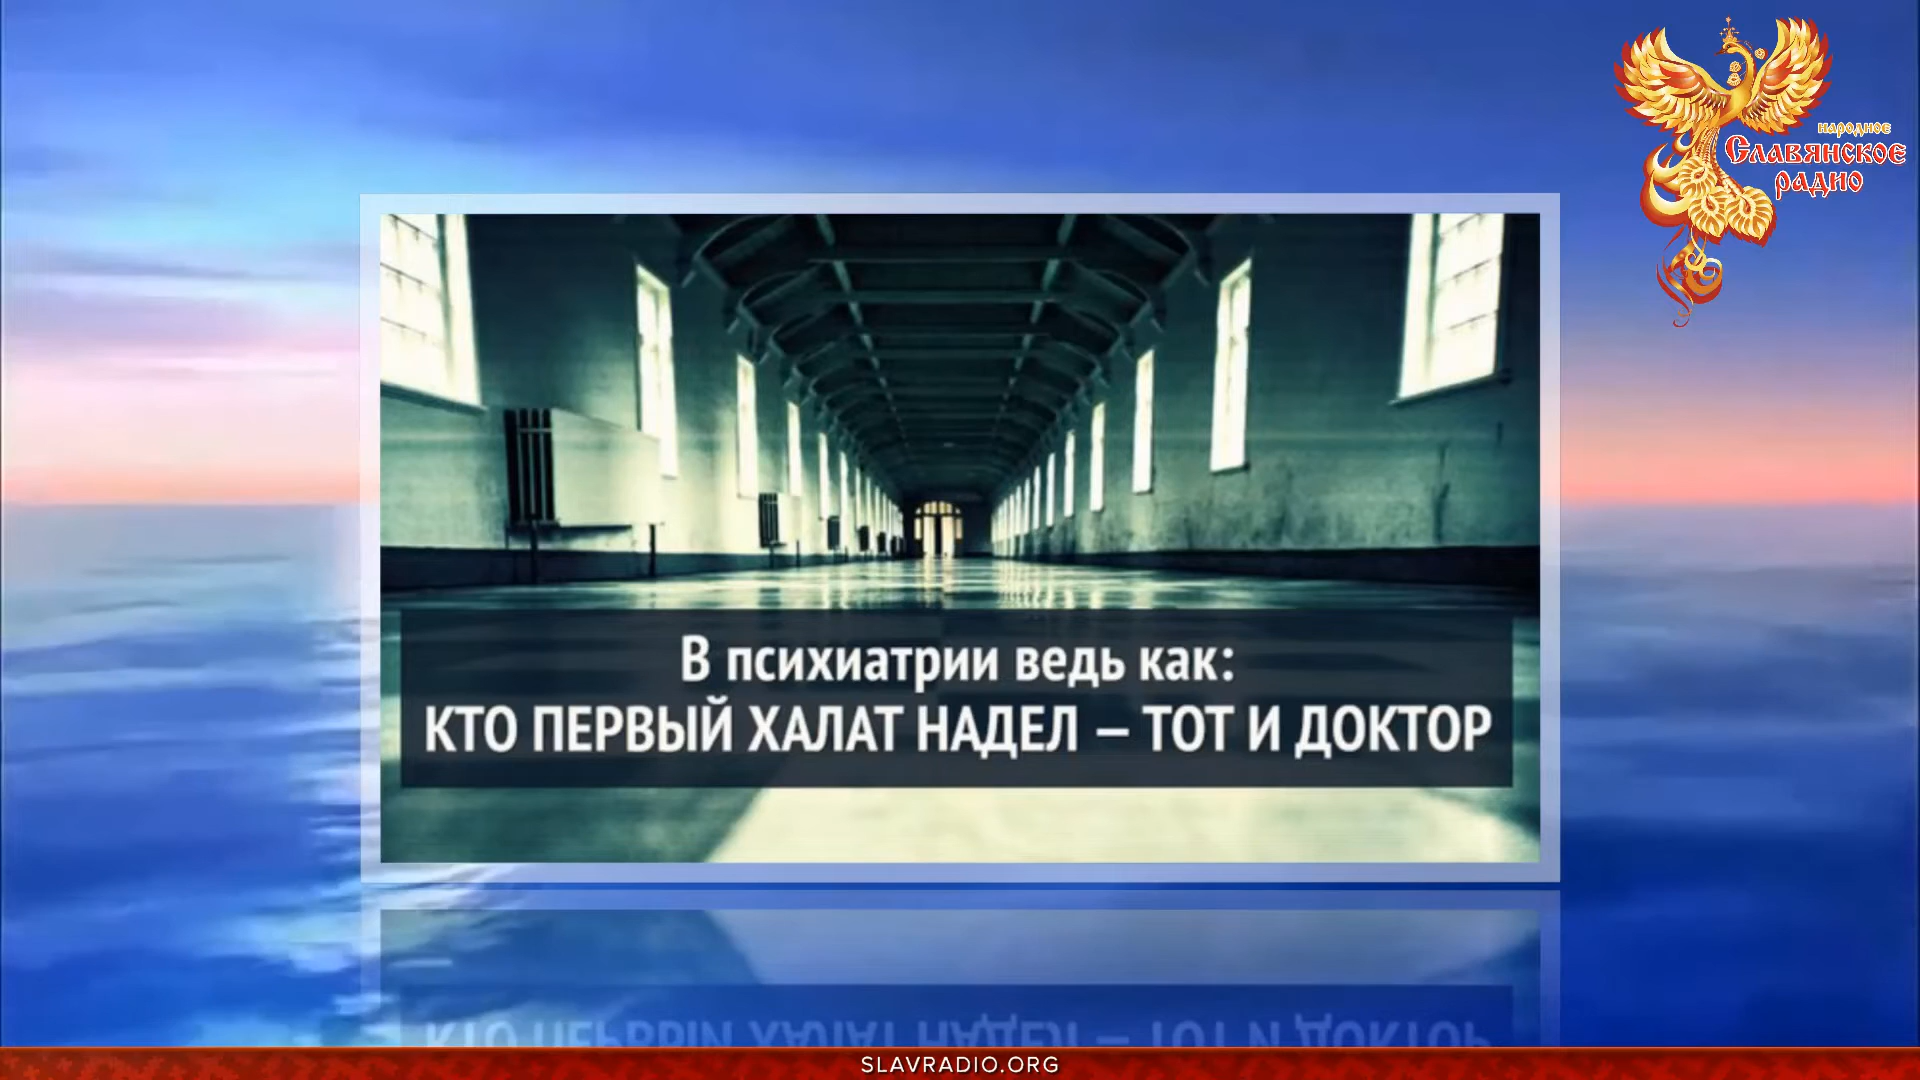 народное
Славянское
радио
В психиатрии ведь как:
КТО ПЕРВЫЙ ХАЛАТ НАДЕЛ – ТОТ И ДОКТОР
SLAVRADIO.ORG